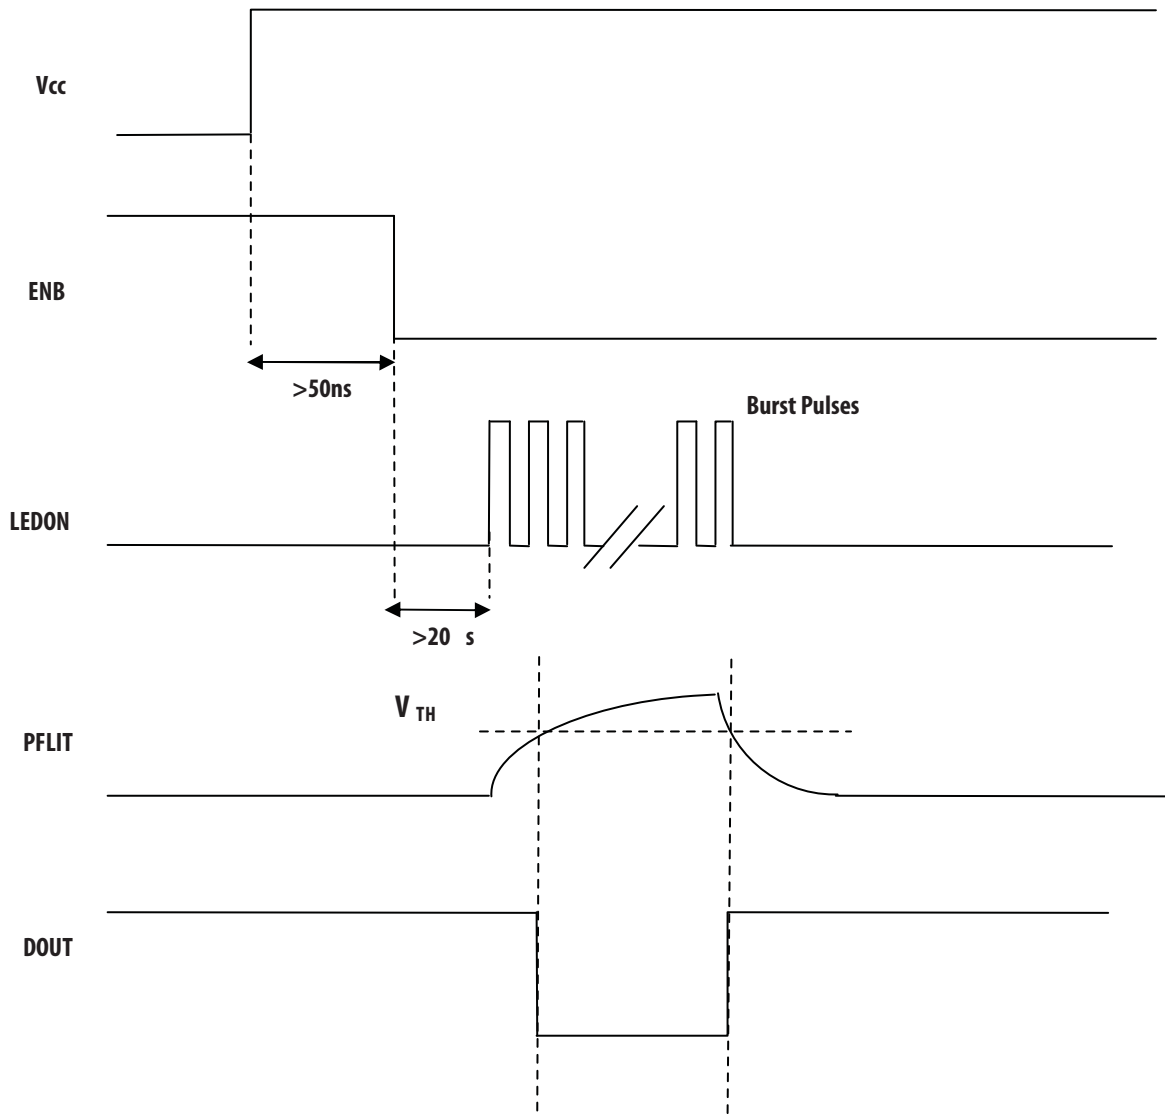 Vcc
ENB
>50ns
Burst Pulses
LEDON
>20 s
V TH
PFLIT
DOUT